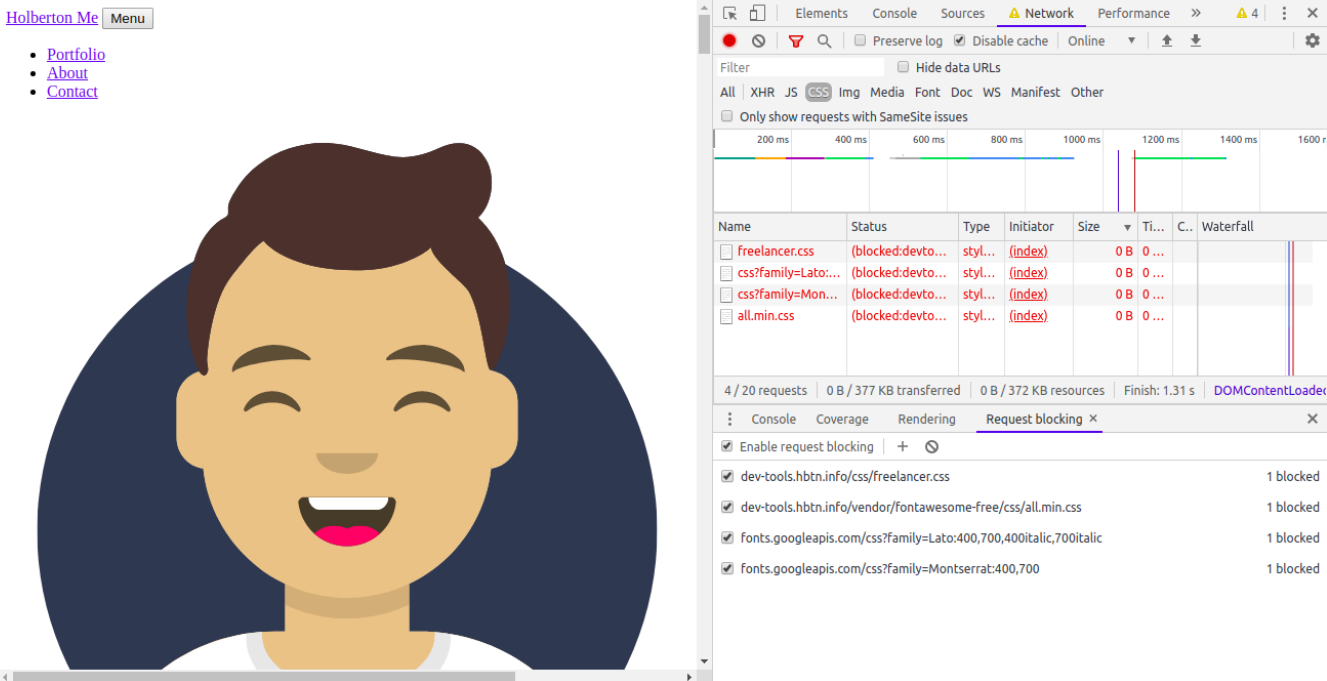 Holberton Me Menu
Portfolio
About
Contact
Elements Console Sources Network Performance » 4
Preserve log Disable cache Online
Filter Hide data URLs
All XHR JS CSS Img Media Font Doc WS Manifest Other
Only show requests with SameSite issues
200 ms 400 ms 600 ms 800 ms 1000 ms 1200 ms 1400 ms 1600 r
Name Status Type Initiator Size Ti... C.. Waterfall
freelancer.css (blocked:devto... styl... (index) 0 B 0 ...
css?family=Lato:... (blocked:devto... styl... (index) 0 B 0 ...
css?family=Mon... (blocked:devto... styl... (index) 0 B 0 ...
all.min.css (blocked:devto... styl... (index) 0 B 0 ...
4 / 20 requests 0 B / 377 KB transferred 0 B / 372 KB resources Finish: 1.31 s DOMContentLoaded
Console Coverage Rendering Request blocking ×
Enable request blocking
dev-tools.hbtn.info/css/freelancer.css 1 blocked
dev-tools.hbtn.info/vendor/fontawesome-free/css/all.min.css 1 blocked
fonts.googleapis.com/css?family=Lato:400,700,400italic,700italic 1 blocked
fonts.googleapis.com/css?family=Montserrat:400,700 1 blocked